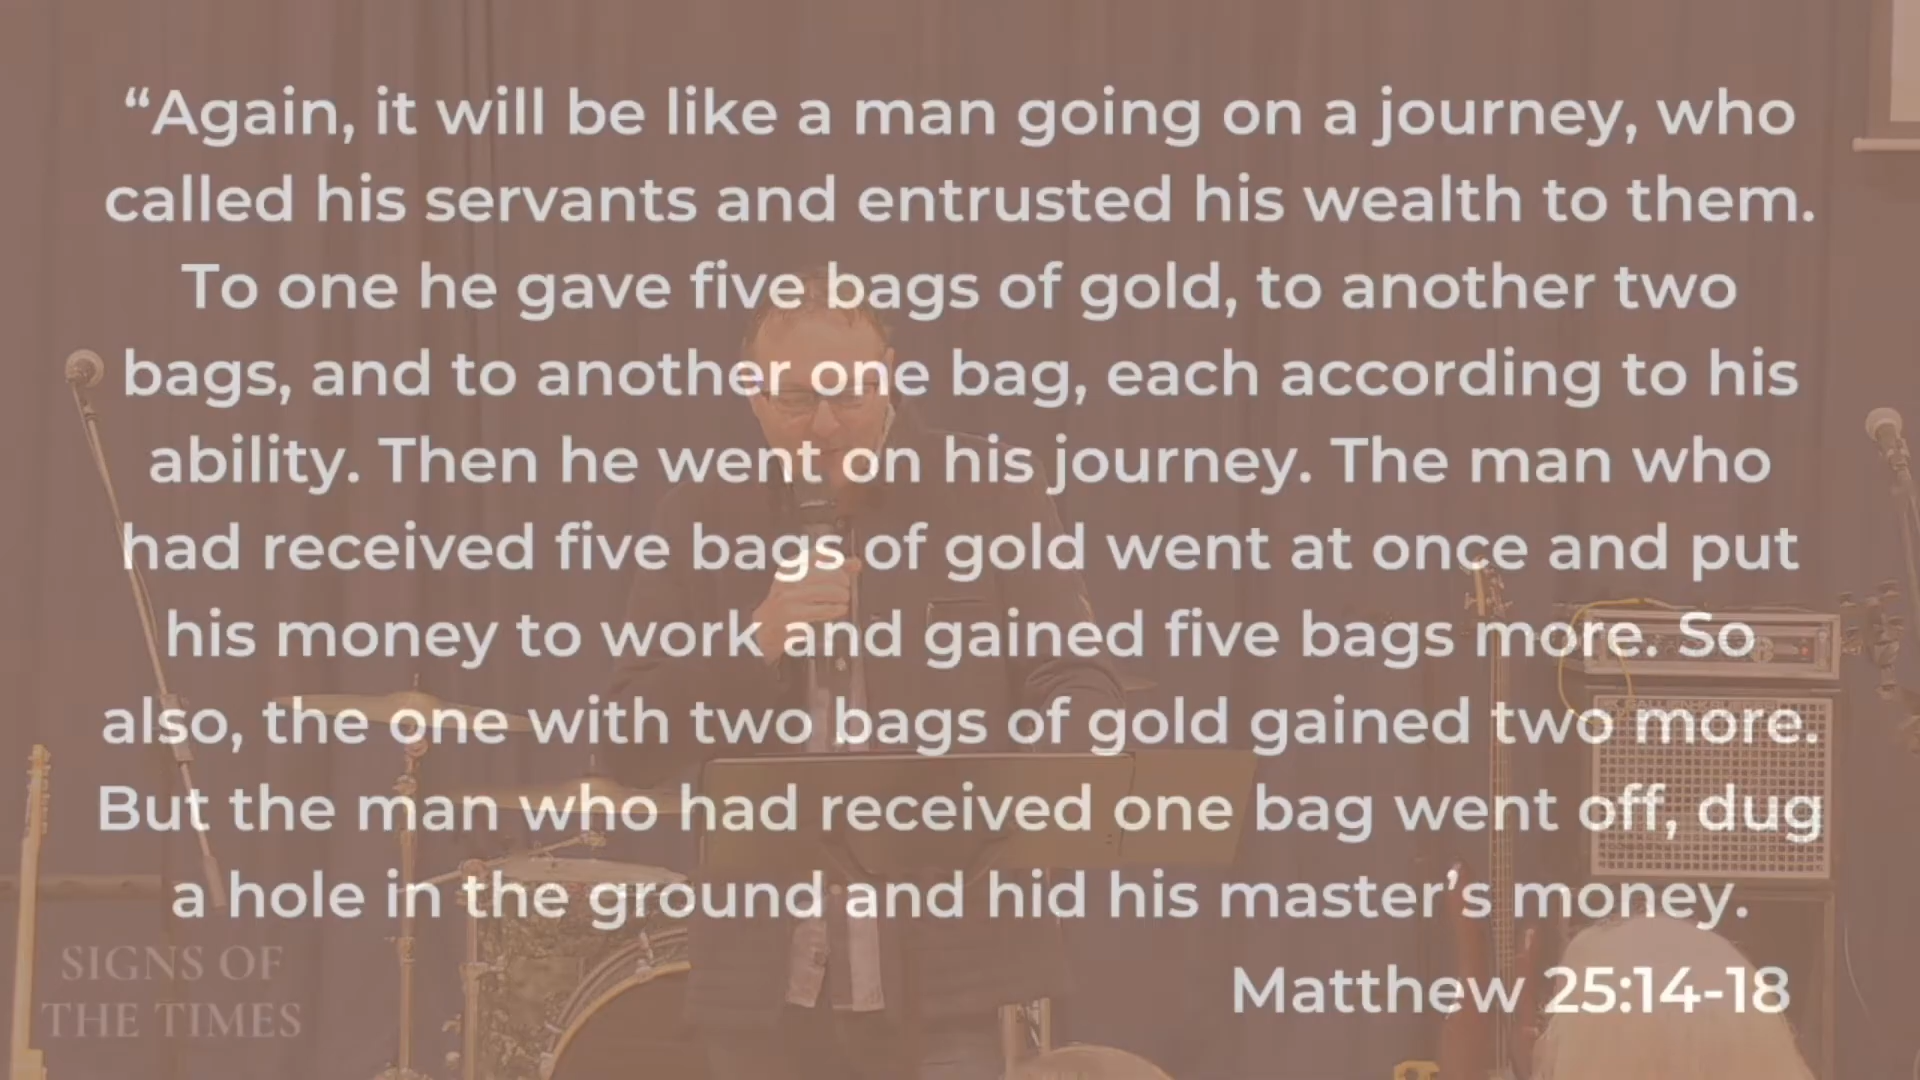 “Again, it will be like a man going on a journey, who
called his servants and entrusted his wealth to them.
To one he gave five bags of gold, to another two
bags, and to another one bag, each according to his
ability. Then he went on his journey. The man who
had received five bags of gold went at once and put
his money to work and gained five bags more. So
also, the one with two bags of gold gained two more.
But the man who had received one bag went off, dug
a hole in the ground and hid his master’s money.
Matthew 25:14-18
SIGNS OF
THE TIMES